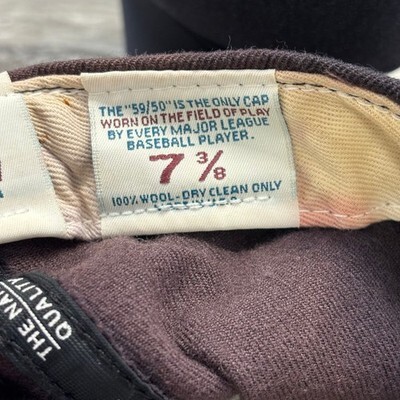 THE "59/50" IS THE ONLY CAP
WORN ON THE FIELD OF PLAY
BY EVERY MAJOR LEAGUE
BASEBALL PLAYER.
7 3/8
100% WOOL-DRY CLEAN ONLY
THE NA
QUALITY